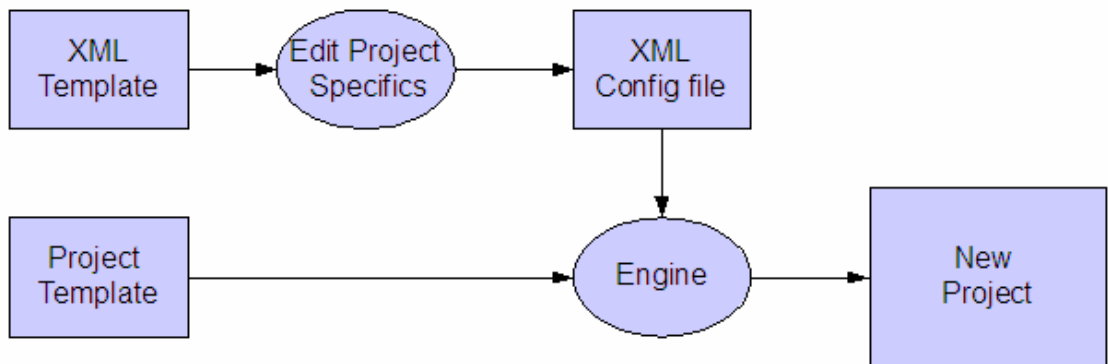 XML
Template
Edit Project
Specifics
XML
Config file
Project
Template
Engine
New
Project